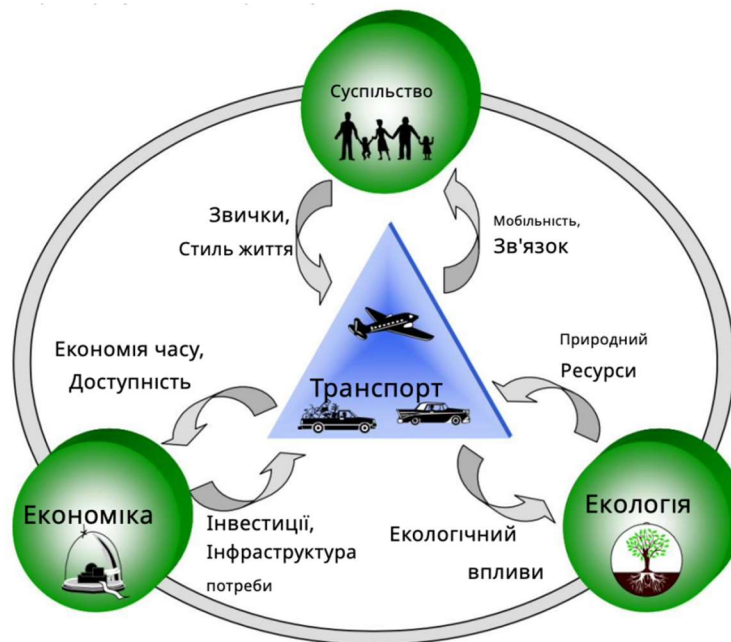 Суспільство
Звички,
Стиль життя
Мобільність,
Зв'язок
Економія часу,
Доступність
Природний
Ресурси
Транспорт
Економіка
Інвестиції,
Інфраструктура
потреби
Екологічний
впливи
Екологія